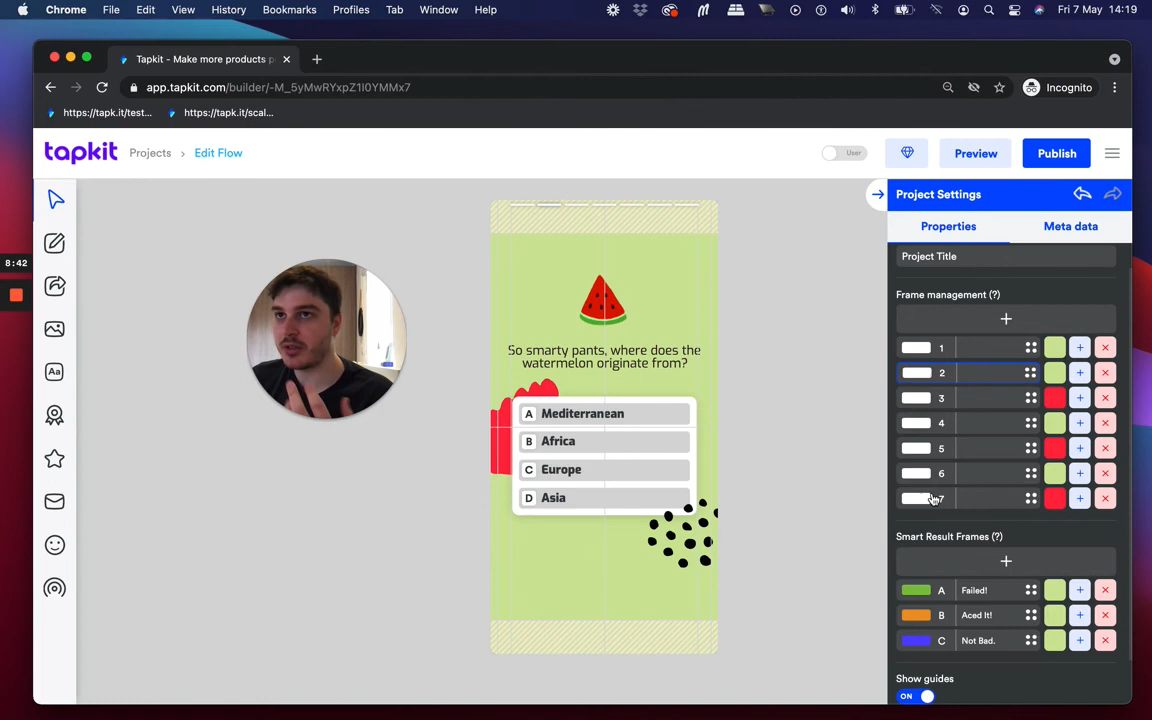 Chrome File Edit View History Bookmarks Profiles Tab Window Help
Fri 7 May 14:19
Tapkit - Make more products p
app.tapkit.com/builder/-M_5yMwRYxpZ1I0YMMx7
Incognito
https://tapk.it/test...
https://tapk.it/scal...
tapkit
Projects
Edit Flow
User
Preview
Publish
Project Settings
Properties
Meta data
8:42
Aa
So smarty pants, where does the
watermelon originate from?
A Mediterranean
B Africa
C Europe
D Asia
Project Title
Frame management (?)
+
1
2
3
4
5
6
7
Smart Result Frames (?)
+
A Failed!
B Aced It!
C Not Bad.
Show guides
ON